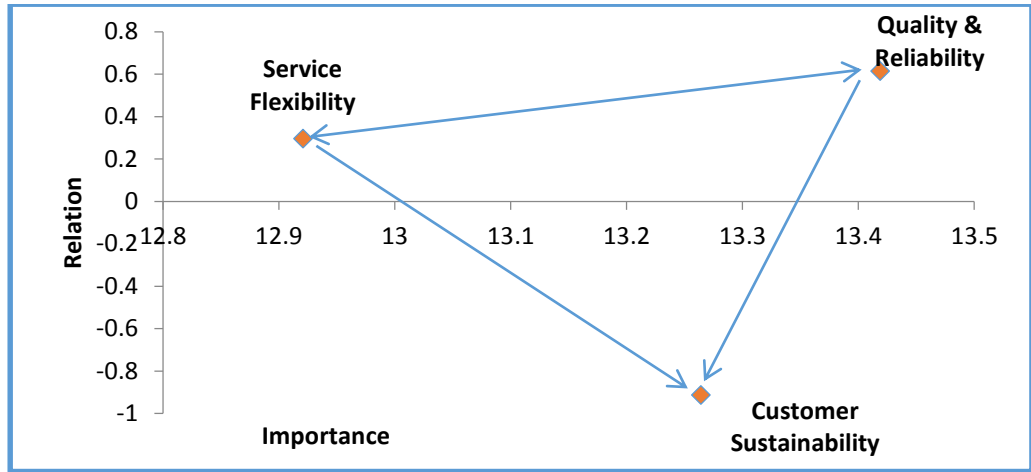 0.8
0.6
0.4
0.2
0
-0.2
-0.4
-0.6
-0.8
-1
12.8
12.9
13
13.1
13.2
13.3
13.4
13.5
Relation
Importance
Service
Flexibility
Quality &
Reliability
Customer
Sustainability